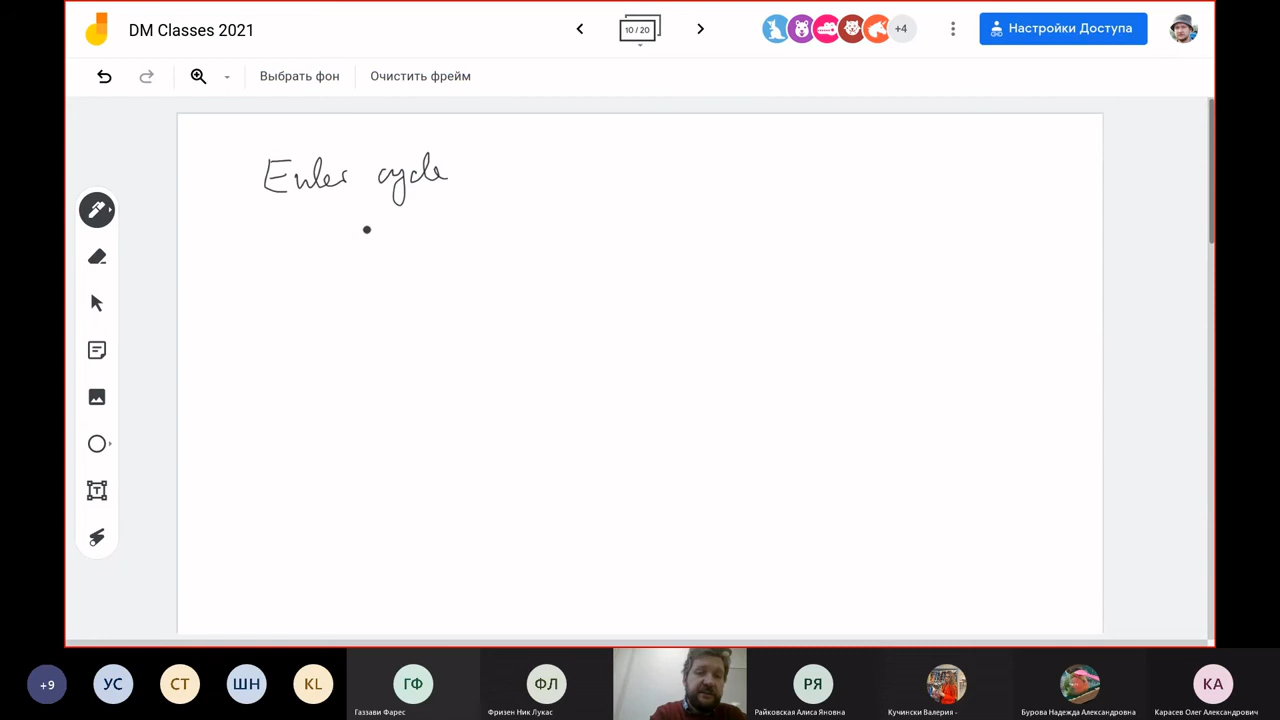 DM Classes 2021
10 / 20
+4
Настройки Доступа
Выбрать фон
Очистить фрейм
Euler cycle
T
+9
УС
СТ
ШН
KL
ГФ
Газзави Фарес
ФЛ
Фризен Ник Лукас
РЯ
Райковская Алиса Яновна
Кучински Валерия -
Бурова Надежда Александровна
КА
Карасев Олег Александрович